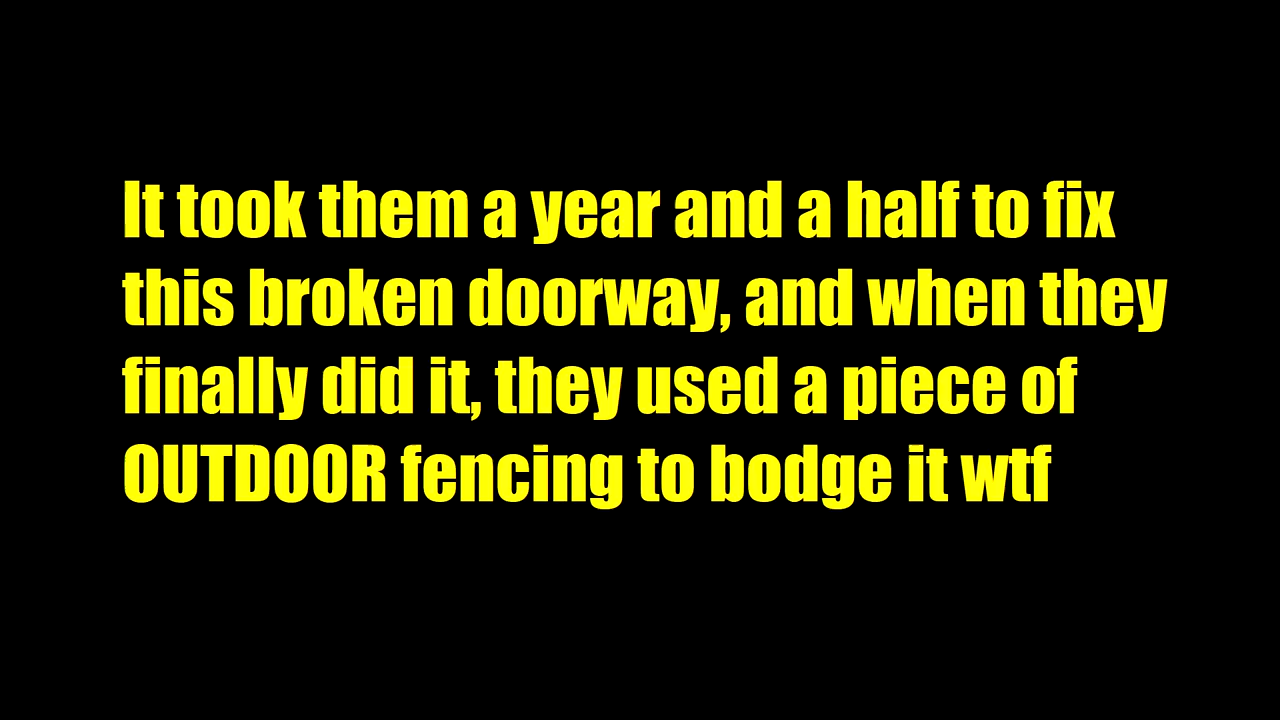 It took them a year and a half to fix
this broken doorway, and when they
finally did it, they used a piece of
OUTDOOR fencing to bodge it wtf